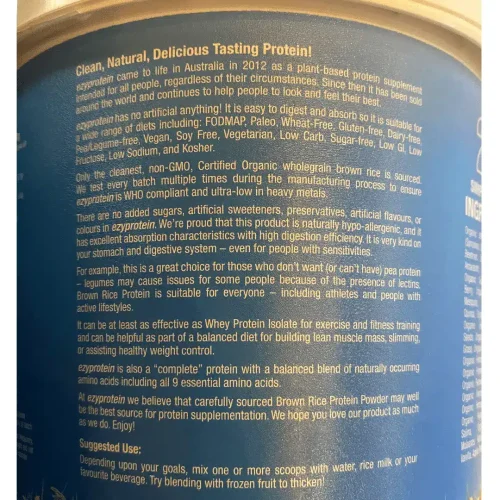 Clean, Natural, Delicious Tasting Protein!
ezyprotein came to life in Australia in 2012 as a plant-based protein supplement
intended for all people, regardless of their circumstances. Since then it has been sold
around the world and continues to help people to look and feel their best.
ezyprotein has no artificial anything! It is easy to digest and absorb so it is suitable for
a wide range of diets including: FODMAP, Paleo, Wheat-Free, Gluten-free, Dairy-free,
Pea/Legume-free, Vegan, Soy Free, Vegetarian, Low Carb, Sugar-free, Low GI, Low
Fructase, Low Sodium, and Kosher.
Only the cleanest, non-GMO, Certified Organic wholegrain brown rice is sourced.
We test every batch multiple times during the manufacturing process to ensure
ezyprotein is WHO compliant and ultra-low in heavy metals.
There are no added sugars, artificial sweeteners, preservatives, artificial flavours, or
colours in ezyprotein. We're proud that this product is naturally hypo-allergenic, and it
has excellent absorption characteristics with high digestion efficiency. It is very kind on
your stomach and digestive system – even for people with sensitivities.
For example, this is a great choice for those who don't want (or can't have) pea protein
– legumes may cause issues for some people because of the presence of lectins.
Brown Rice Protein is suitable for everyone – including athletes and people with
active lifestyles.
It can be at least as effective as Whey Protein Isolate for exercise and fitness training
and can be helpful as part of a balanced diet for building lean muscle mass, slimming,
or assisting healthy weight control.
ezyprotein is also a "complete" protein with a balanced blend of naturally occurring
amino acids including all 9 essential amino acids.
At ezyprotein we believe that carefully sourced Brown Rice Protein Powder may well
be the best source for protein supplementation. We hope you love our product as much
as we do. Enjoy!
Suggested Use:
Depending upon your goals, mix one or more scoops with water, rice milk or your
favourite beverage. Try blending with frozen fruit to thicken!